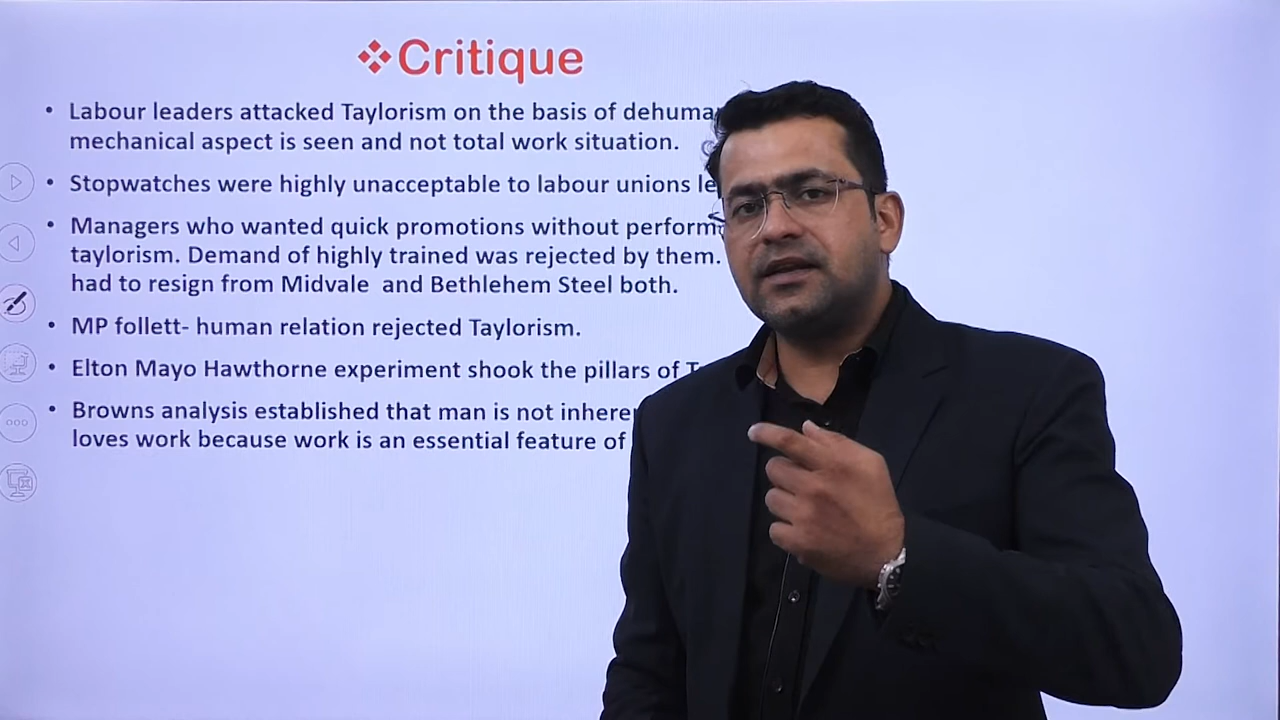 Critique
Labour leaders attacked Taylorism on the basis of
mechanical aspect is seen and not total work situation.
Stopwatches were highly unacceptable to labour unions
Managers who wanted quick promotions without
taylorism. Demand of highly trained was rejected by them.
had to resign from Midvale and Bethlehem Steel both.
MP follett- human relation rejected Taylorism.
Elton Mayo Hawthorne experiment shook the pillars of
Browns analysis established that man is not
loves work because work is an essential feature of